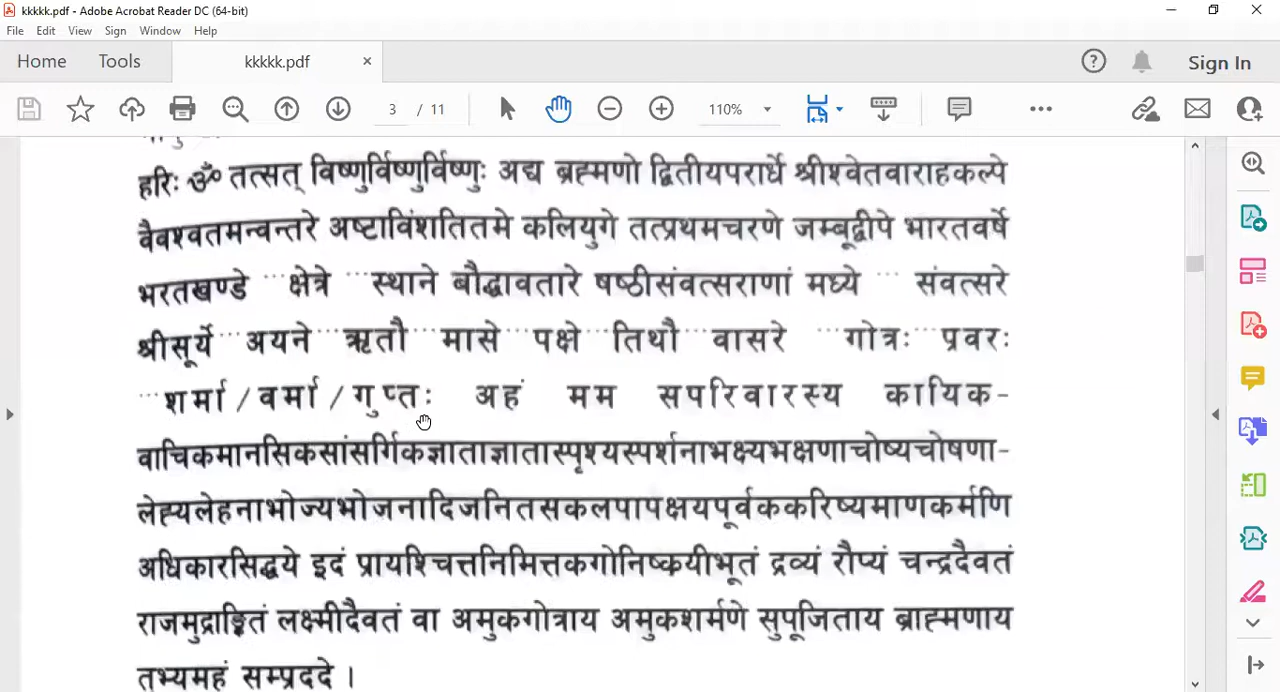 kkkkk.pdf - Adobe Acrobat Reader DC (64-bit)
File Edit View Sign Window Help
Home Tools kkkkk.pdf × Sign In
3 / 11 110%
हरिः ॐ तत्सत् विष्णुर्विष्णुर्विष्णुः अद्य ब्रह्मणो द्वितीयपरार्धे श्रीश्वेतवाराहकल्पे
वैवश्वतमन्वन्तरे अष्टाविंशतितमे कलियुगे तत्प्रथमचरणे जम्बूद्वीपे भारतवर्षे
भरतखण्डे ... क्षेत्रे ... स्थाने बौद्धावतारे षष्ठीसंवत्सराणां मध्ये ... संवत्सरे
श्रीसूर्ये ... अयने ... ऋतौ ... मासे ... पक्षे ... तिथौ ... वासरे ... गोत्रः ... प्रवरः
... शर्मा / वर्मा / गुप्तः अहं मम सपरिवारस्य कायिक-
वाचिकमानसिकसांसर्गिकज्ञाताज्ञातास्पृश्यस्पर्शनाभक्ष्यभक्षणाचोष्यचोषणा-
लेह्यलेहनाभोज्यभोजनादिजनितसकलपापक्षयपूर्वककरिष्यमाणकर्मणि
अधिकारसिद्धये इदं प्रायश्चित्तनिमित्तकगोनिष्कयीभूतं द्रव्यं रौप्यं चन्द्रदैवतं
राजमुद्राङ्कितं लक्ष्मीदैवतं वा अमुकगोत्राय अमुकशर्मणे सुपूजिताय ब्राह्मणाय
तभ्यमहं सम्प्रददे ।